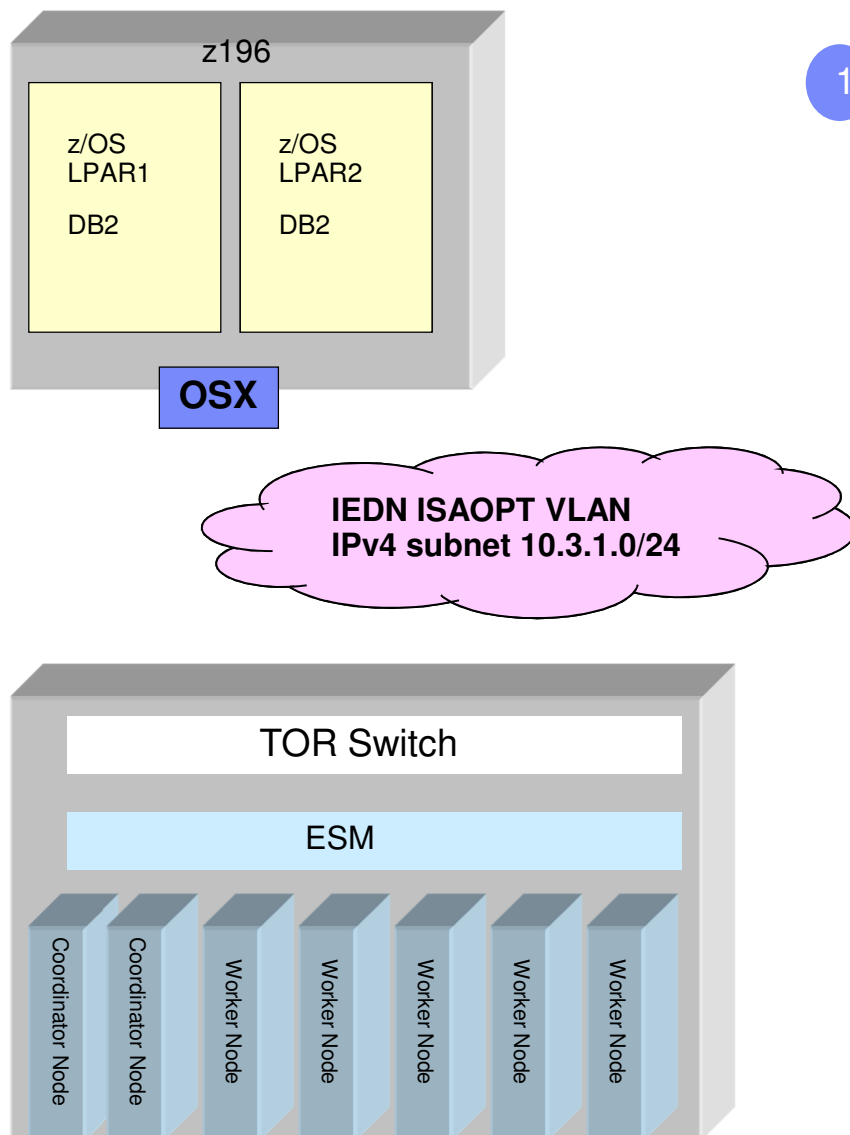 z196
1
z/OS
LPAR1
DB2
z/OS
LPAR2
DB2
OSX
IEDN ISAOPT VLAN
IPv4 subnet 10.3.1.0/24
TOR Switch
ESM
Coordinator Node
Coordinator Node
Worker Node
Worker Node
Worker Node
Worker Node
Worker Node